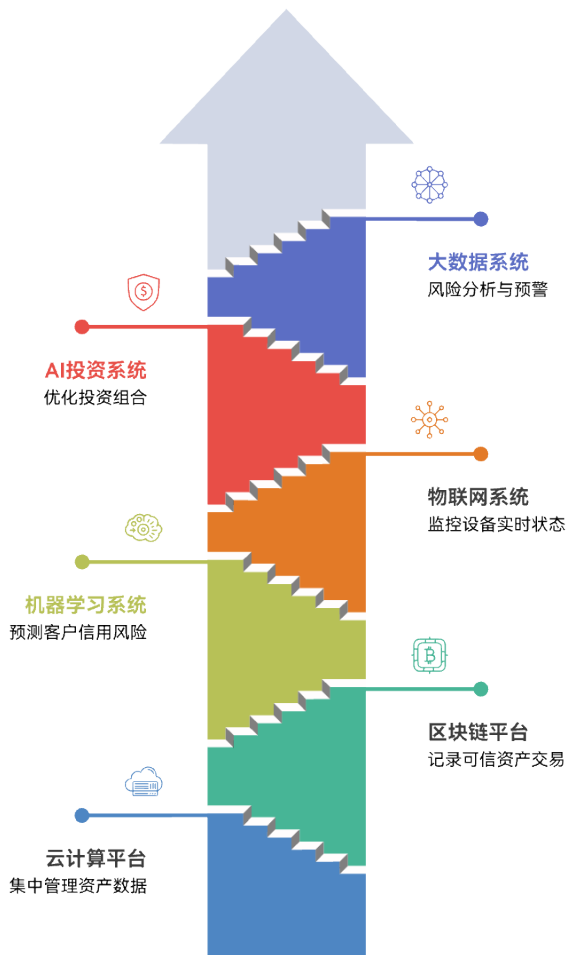 大数据系统
风险分析与预警
AI投资系统
优化投资组合
物联网系统
监控设备实时状态
机器学习系统
预测客户信用风险
区块链平台
记录可信资产交易
云计算平台
集中管理资产数据